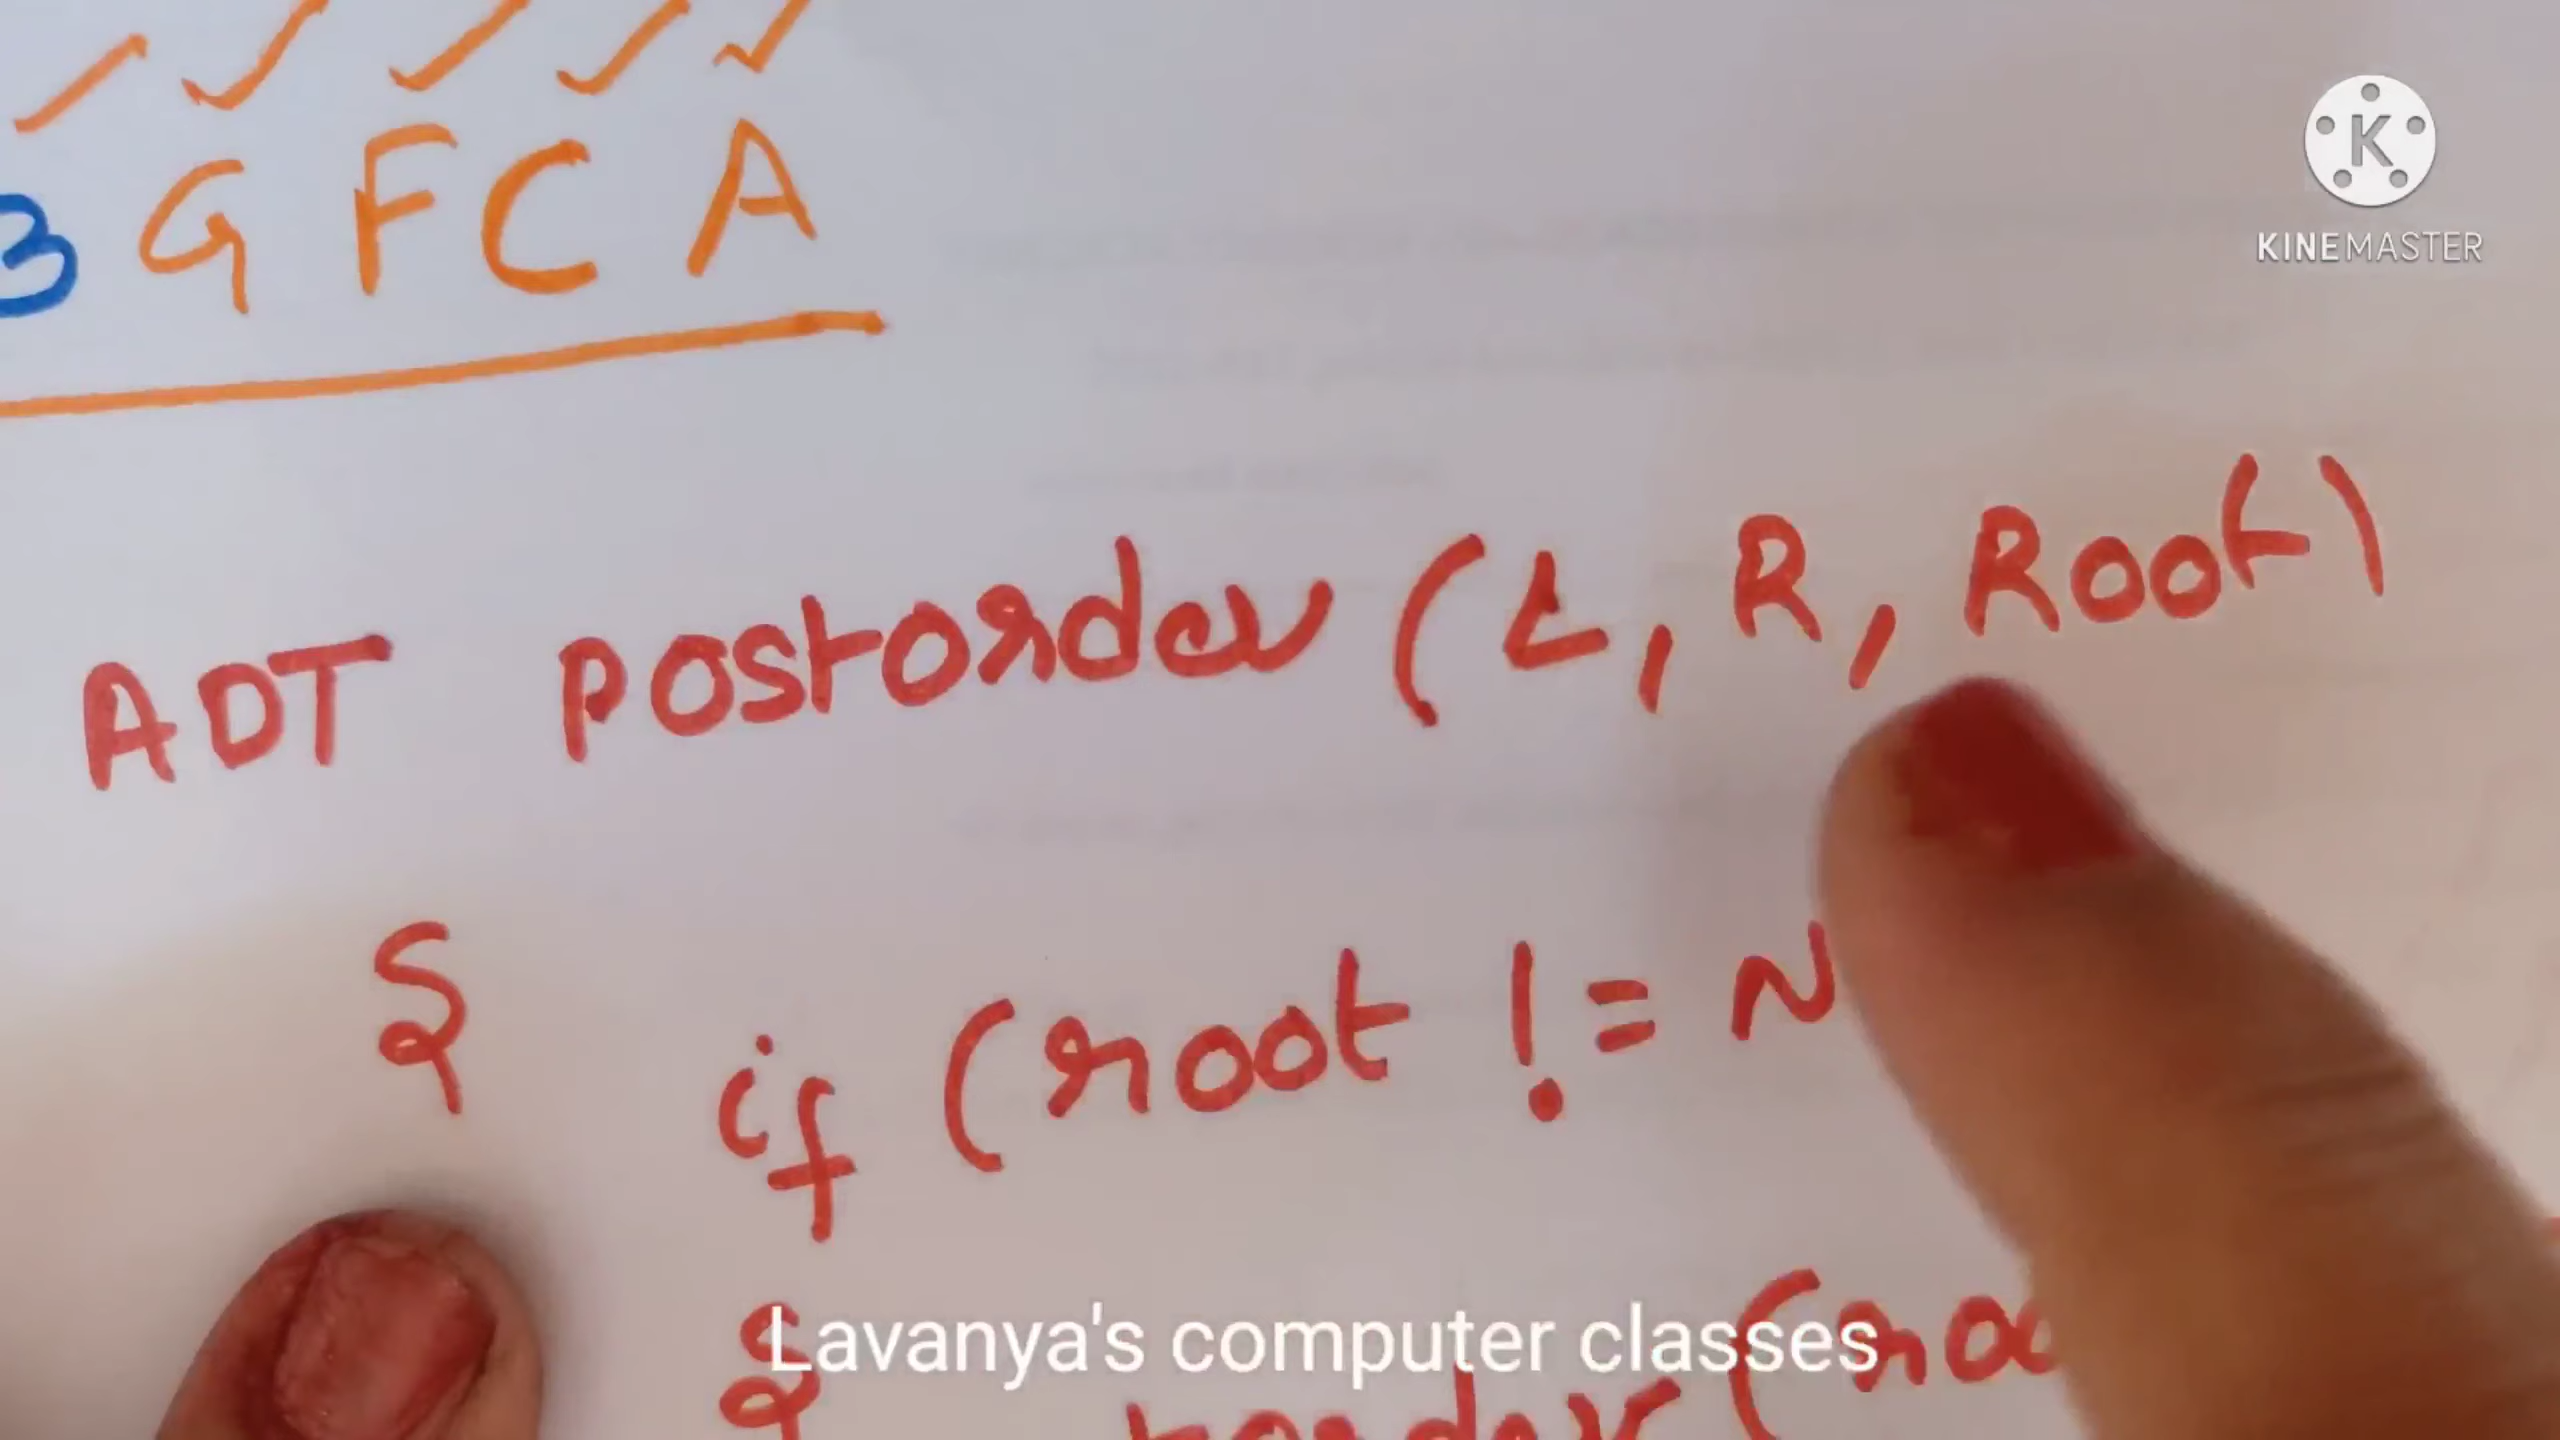 G F C A
KINEMASTER
ADT postorder (L, R, Root)
{
if (root != N
{
Lavanya's computer classes